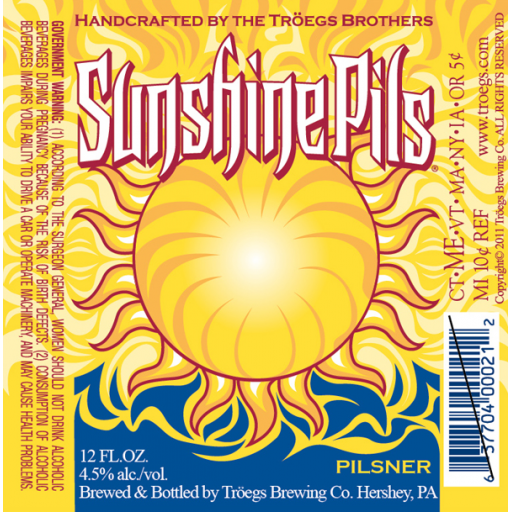 HANDCRAFTED BY THE TRÖEGS BROTHERS
Sunshine Pils®
GOVERNMENT WARNING: (1) ACCORDING TO THE SURGEON GENERAL, WOMEN SHOULD NOT DRINK ALCOHOLIC
BEVERAGES DURING PREGNANCY BECAUSE OF THE RISK OF BIRTH DEFECTS. (2) CONSUMPTION OF ALCOHOLIC
BEVERAGES IMPAIRS YOUR ABILITY TO DRIVE A CAR OR OPERATE MACHINERY AND MAY CAUSE HEALTH PROBLEMS.
CT•ME•VT•MA•NY•IA•OR 5¢
MI 10¢ REF
www.troegs.com
Copyright© 2011 Tröegs Brewing Co. ALL RIGHTS RESERVED
6 57704 00021 2
12 FL.OZ.
4.5% alc./vol.
PILSNER
Brewed & Bottled by Tröegs Brewing Co. Hershey, PA